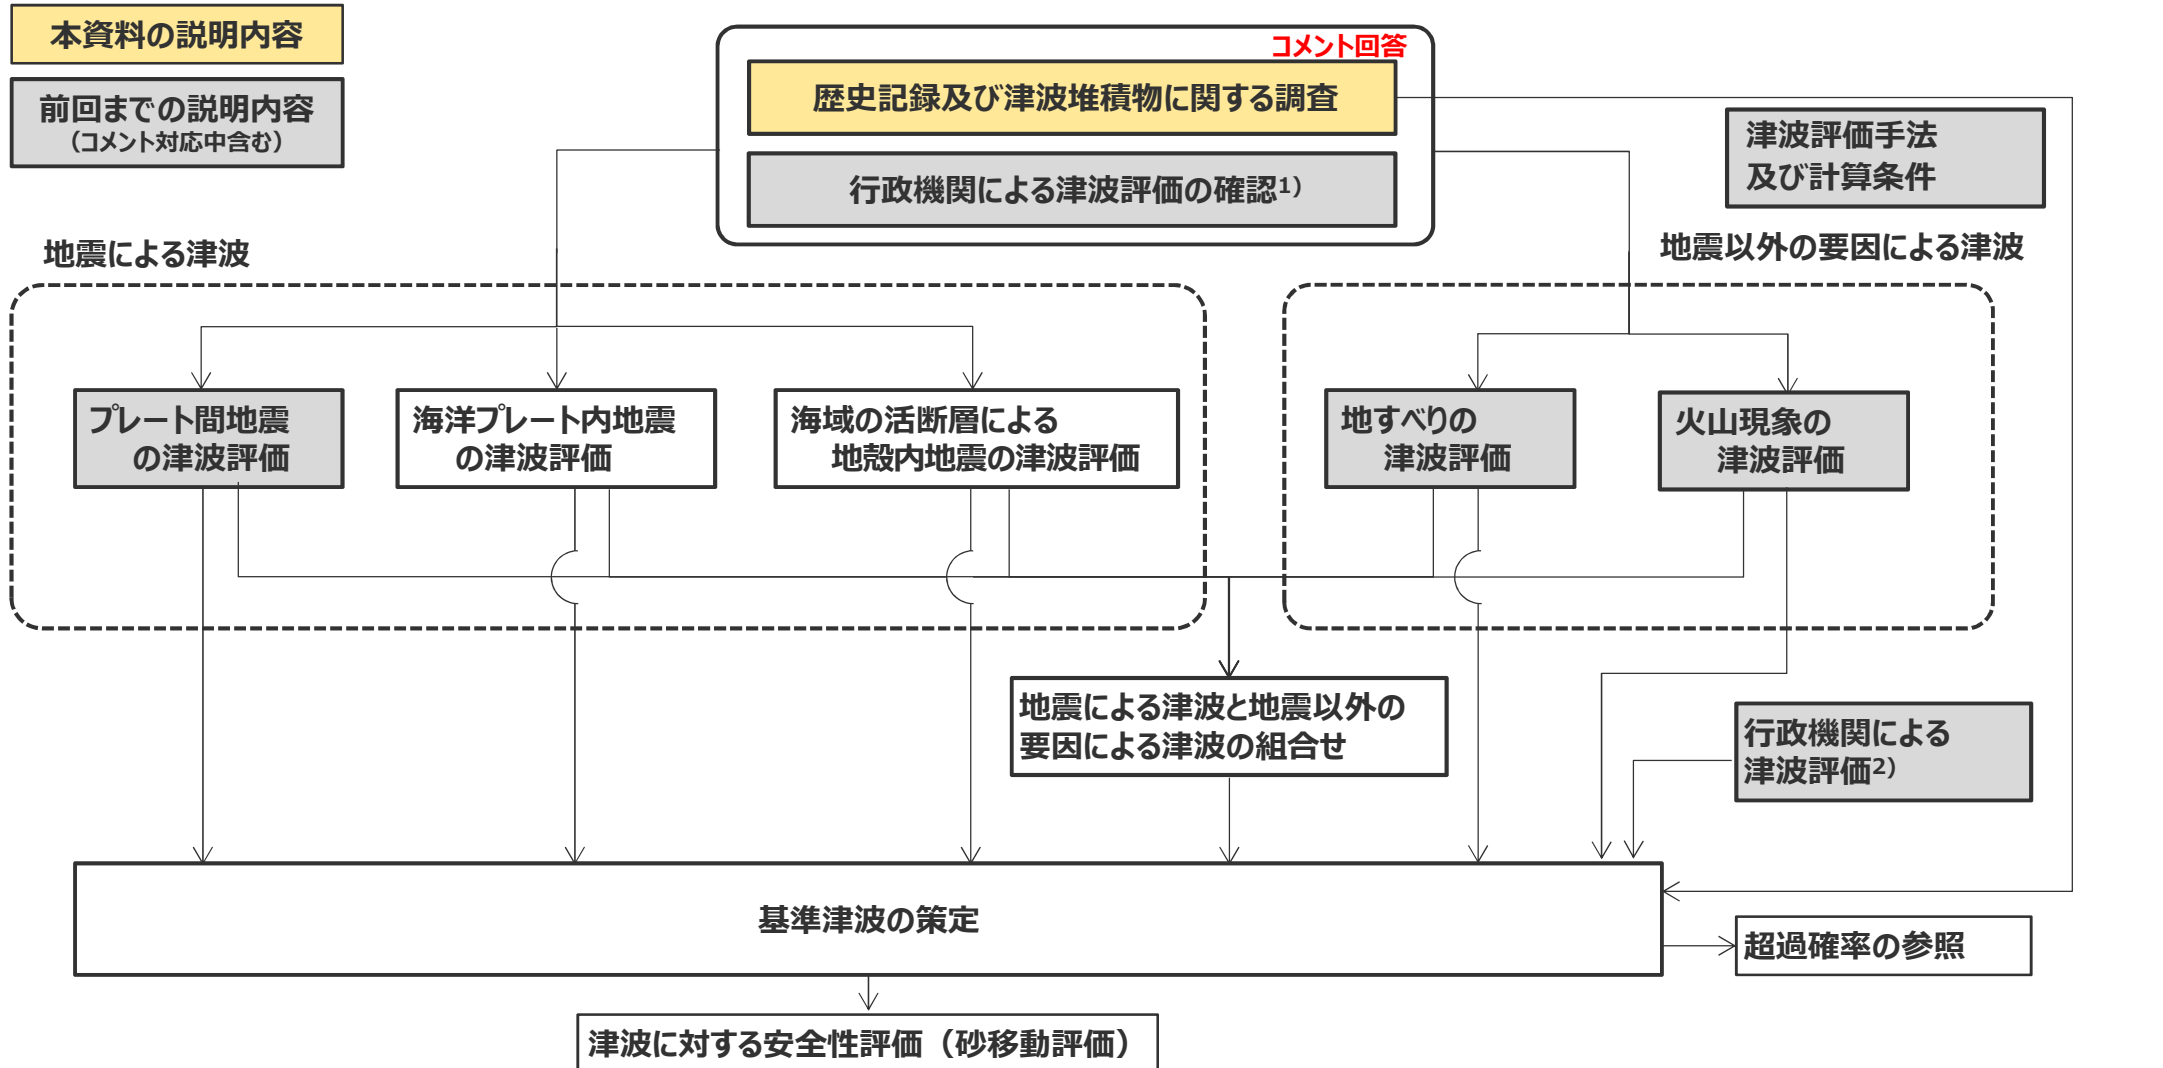 本資料の説明内容
前回までの説明内容
（コメント対応中含む）
コメント回答
歴史記録及び津波堆積物に関する調査
行政機関による津波評価の確認1)
津波評価手法
及び計算条件
地震による津波
地震以外の要因による津波
プレート間地震
の津波評価
海洋プレート内地震
の津波評価
海域の活断層による
地殻内地震の津波評価
地すべりの
津波評価
火山現象の
津波評価
地震による津波と地震以外の
要因による津波の組合せ
行政機関による
津波評価2)
基準津波の策定
超過確率の参照
津波に対する安全性評価（砂移動評価）